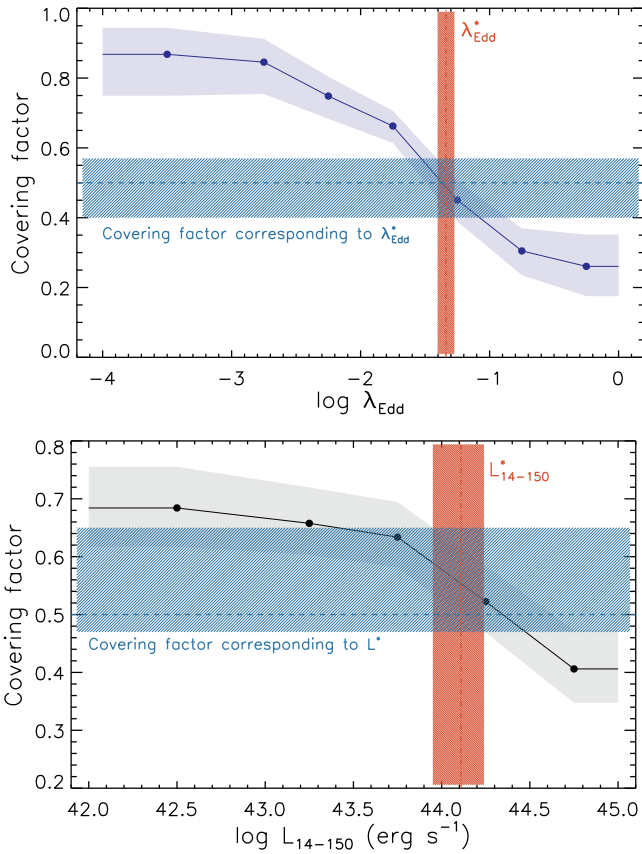 1.0
0.8
0.6
0.4
0.2
0.0
Covering factor
λ*Edd
Covering factor corresponding to λ*Edd
-4 -3 -2 -1 0
log λEdd
0.8
0.7
0.6
0.5
0.4
0.3
0.2
Covering factor
L*14-150
Covering factor corresponding to L*
42.0 42.5 43.0 43.5 44.0 44.5 45.0
log L14-150 (erg s-1)